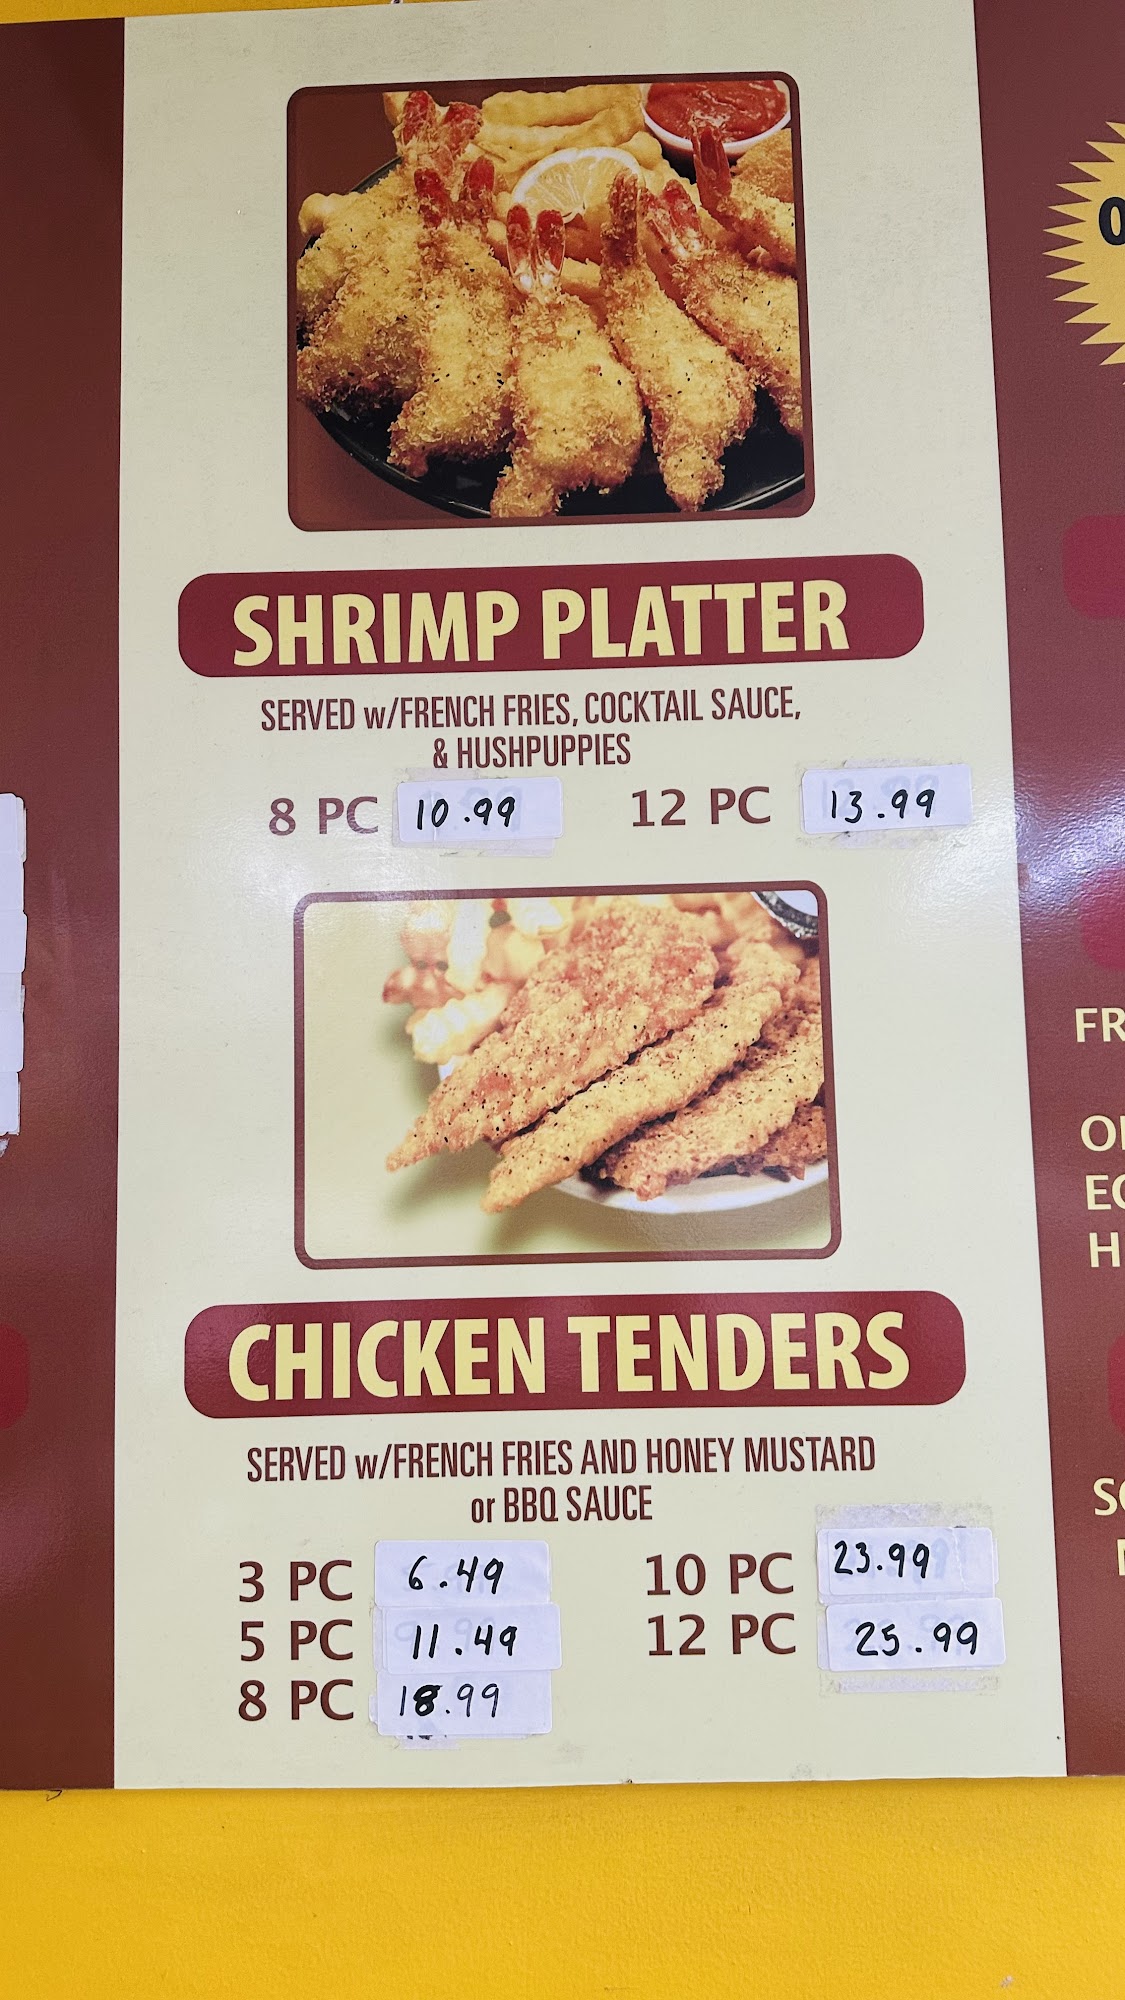 SHRIMP PLATTER
SERVED w/FRENCH FRIES, COCKTAIL SAUCE,
& HUSHPUPPIES
8 PC 10.99 12 PC 13.99
CHICKEN TENDERS
SERVED w/FRENCH FRIES AND HONEY MUSTARD
or BBQ SAUCE
3 PC 6.49 10 PC 23.99
5 PC 11.49 12 PC 25.99
8 PC 18.99
FR